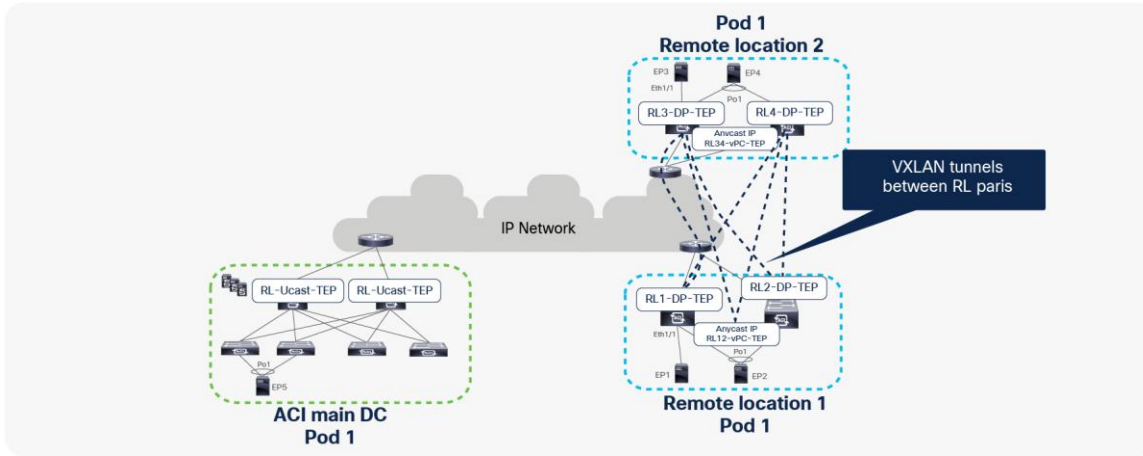 Pod 1
Remote location 2
EP3
EP4
Eth1/1
Po1
RL3-DP-TEP
RL4-DP-TEP
Anycast IP
RL34-vPC-TEP
VXLAN tunnels
between RL paris
IP Network
RL-Ucast-TEP
RL-Ucast-TEP
RL1-DP-TEP
RL2-DP-TEP
Eth1/1
Anycast IP
RL12-vPC-TEP
Po1
Po1
EP5
EP1
EP2
ACI main DC
Pod 1
Remote location 1
Pod 1